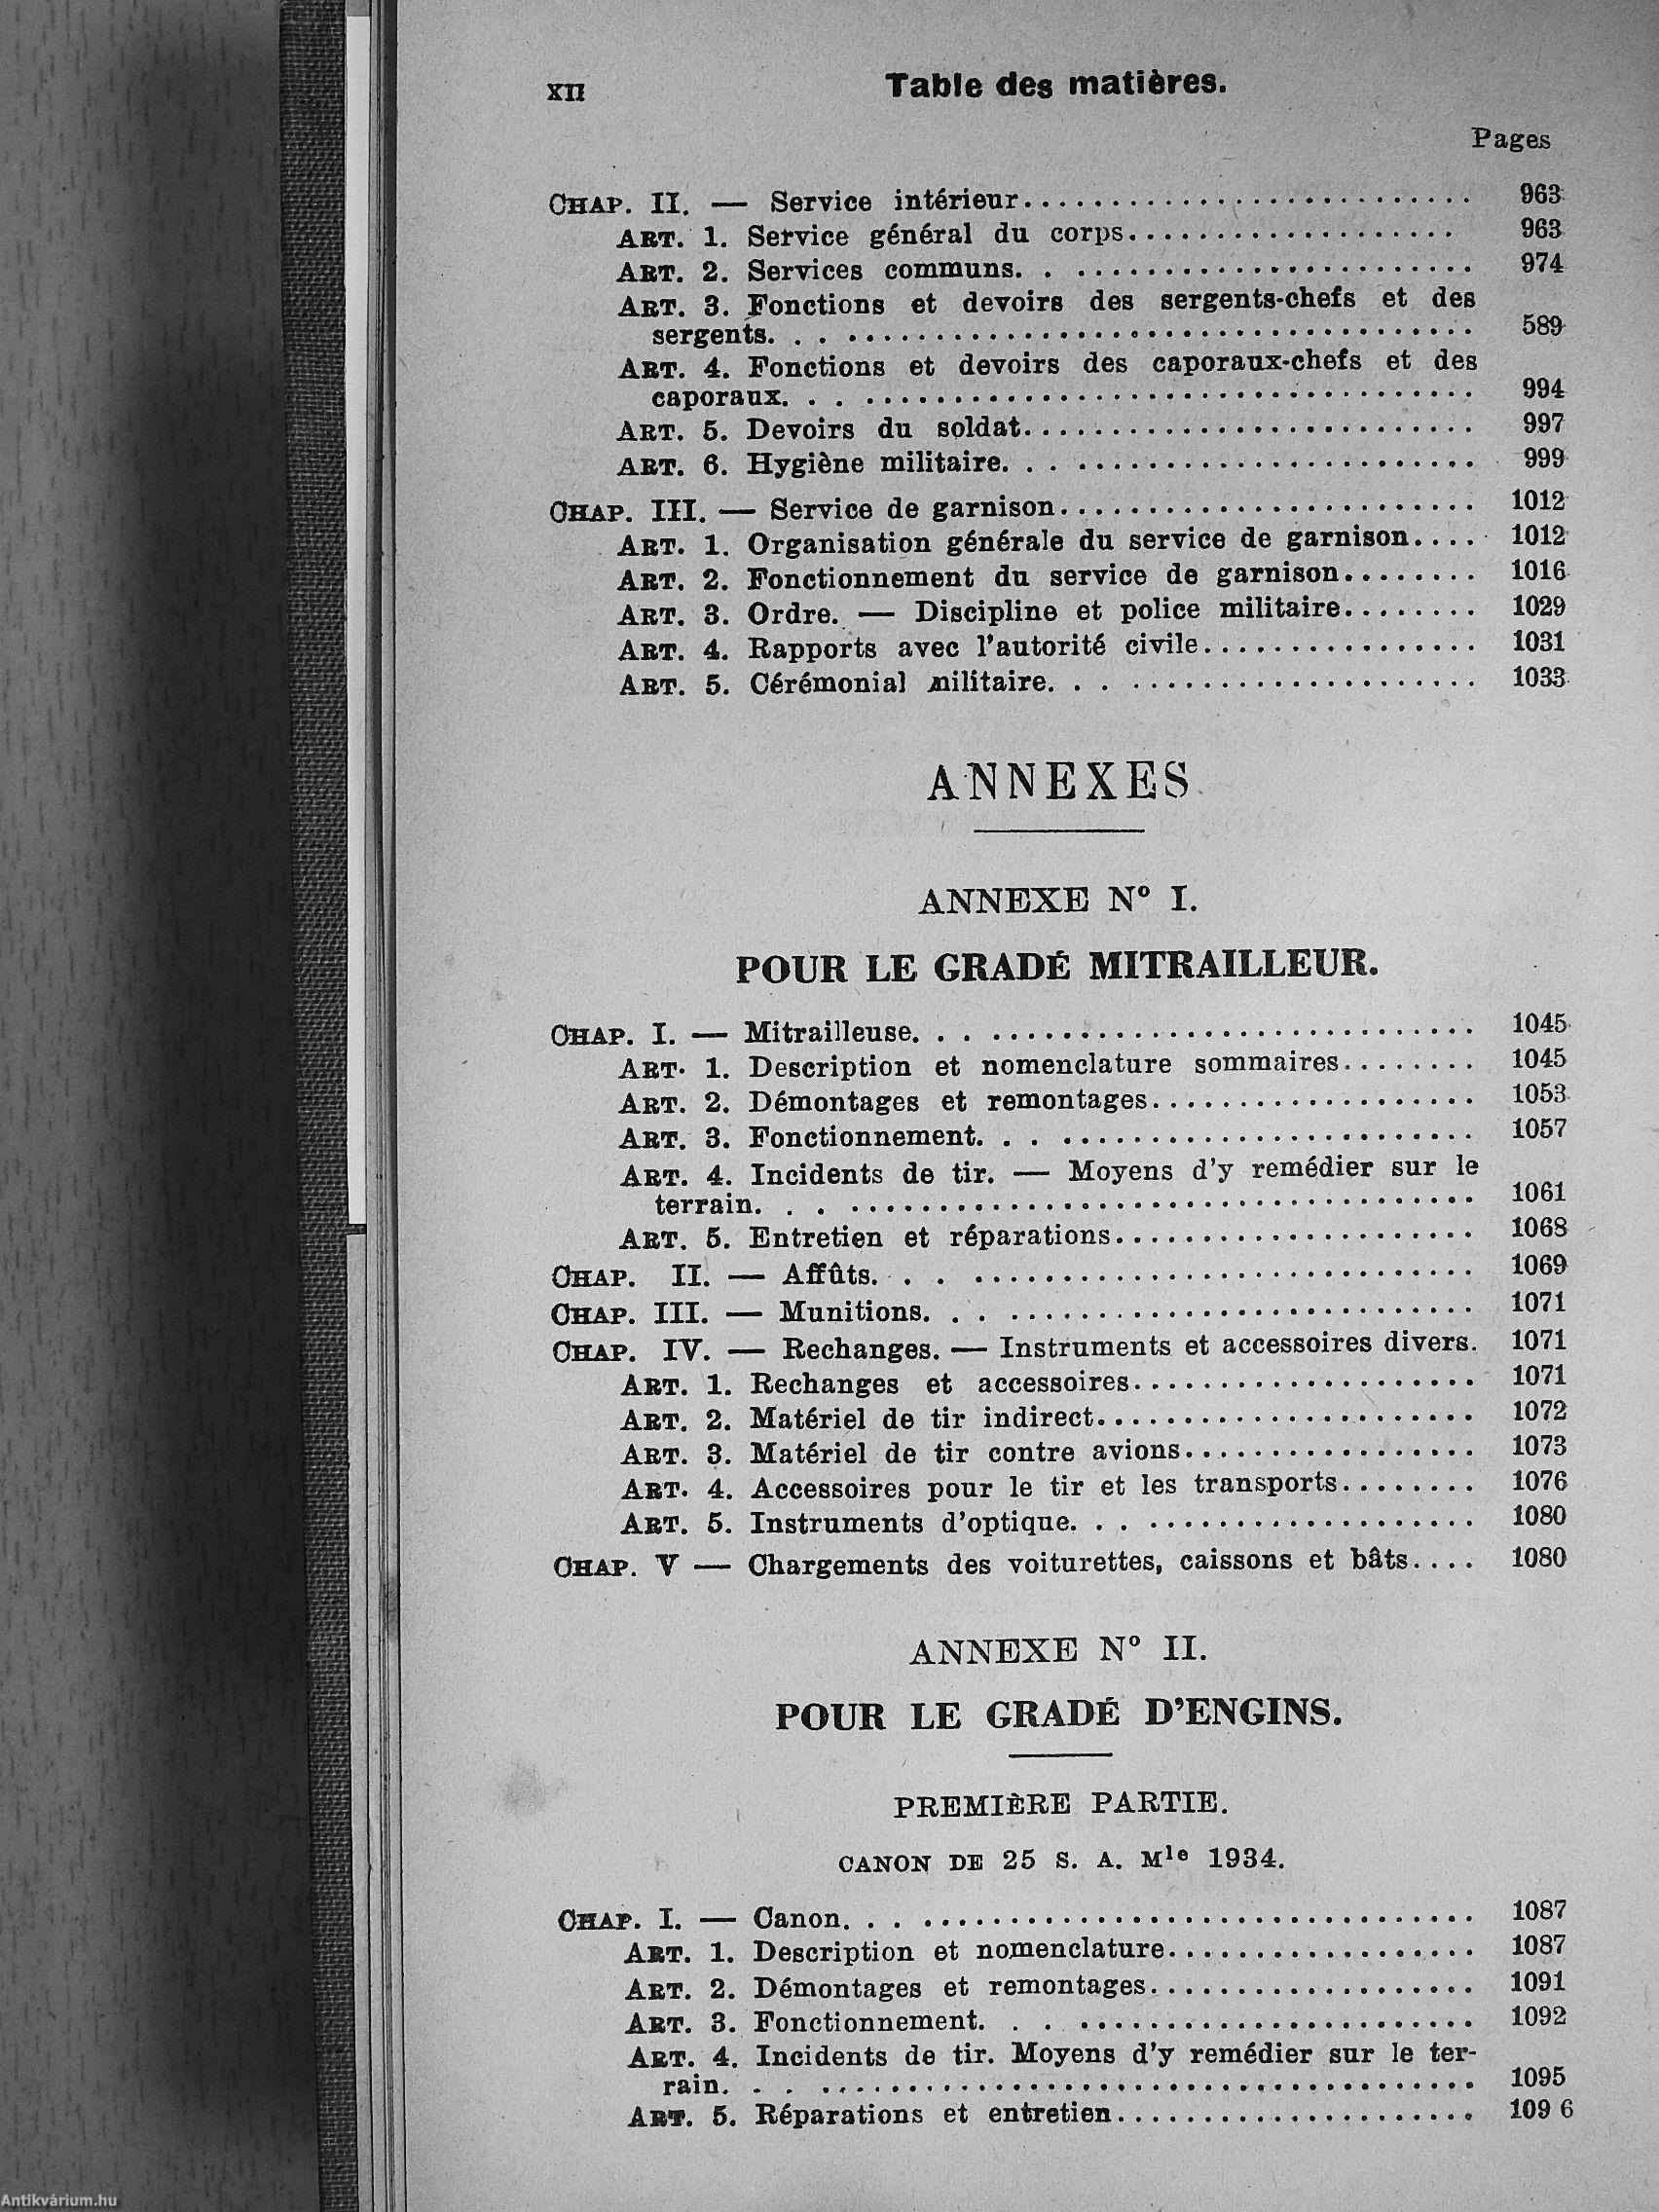 XII Table des matières.
Pages
CHAP. II. — Service intérieur.......................... 963
ART. 1. Service général du corps................... 963
ART. 2. Services communs. . ....................... 974
ART. 3. Fonctions et devoirs des sergents-chefs et des
sergents. . . .................................... 589
ART. 4. Fonctions et devoirs des caporaux-chefs et des
caporaux. . . ................................... 994
ART. 5. Devoirs du soldat.......................... 997
ART. 6. Hygiène militaire. . . ....................... 999
CHAP. III. — Service de garnison........................ 1012
ART. 1. Organisation générale du service de garnison.... 1012
ART. 2. Fonctionnement du service de garnison........ 1016
ART. 3. Ordre. — Discipline et police militaire........ 1029
ART. 4. Rapports avec l'autorité civile................ 1031
ART. 5. Cérémonial militaire. . . .................... 1033
ANNEXES
ANNEXE N° I.
POUR LE GRADÉ MITRAILLEUR.
CHAP. I. — Mitrailleuse. . . ............................ 1045
ART. 1. Description et nomenclature sommaires........ 1045
ART. 2. Démontages et remontages................... 1053
ART. 3. Fonctionnement. . . ........................ 1057
ART. 4. Incidents de tir. — Moyens d'y remédier sur le
terrain. . . .................................... 1061
ART. 5. Entretien et réparations..................... 1068
CHAP. II. — Affûts. . . ............................. 1069
CHAP. III. — Munitions. . . ........................... 1071
CHAP. IV. — Rechanges. — Instruments et accessoires divers. 1071
ART. 1. Rechanges et accessoires.................... 1071
ART. 2. Matériel de tir indirect...................... 1072
ART. 3. Matériel de tir contre avions................. 1073
ART. 4. Accessoires pour le tir et les transports........ 1076
ART. 5. Instruments d'optique. . . ................... 1080
CHAP. V — Chargements des voiturettes, caissons et bâts.... 1080
ANNEXE N° II.
POUR LE GRADÉ D'ENGINS.
PREMIÈRE PARTIE.
CANON DE 25 S. A. Mle 1934.
CHAP. I. — Canon. . . ................................ 1087
ART. 1. Description et nomenclature.................. 1087
ART. 2. Démontages et remontages................... 1091
ART. 3. Fonctionnement. . . ....................... 1092
ART. 4. Incidents de tir. Moyens d'y remédier sur le ter-
rain. . . ...................................... 1095
ART. 5. Réparations et entretien..................... 109 6
Antikvárium.hu